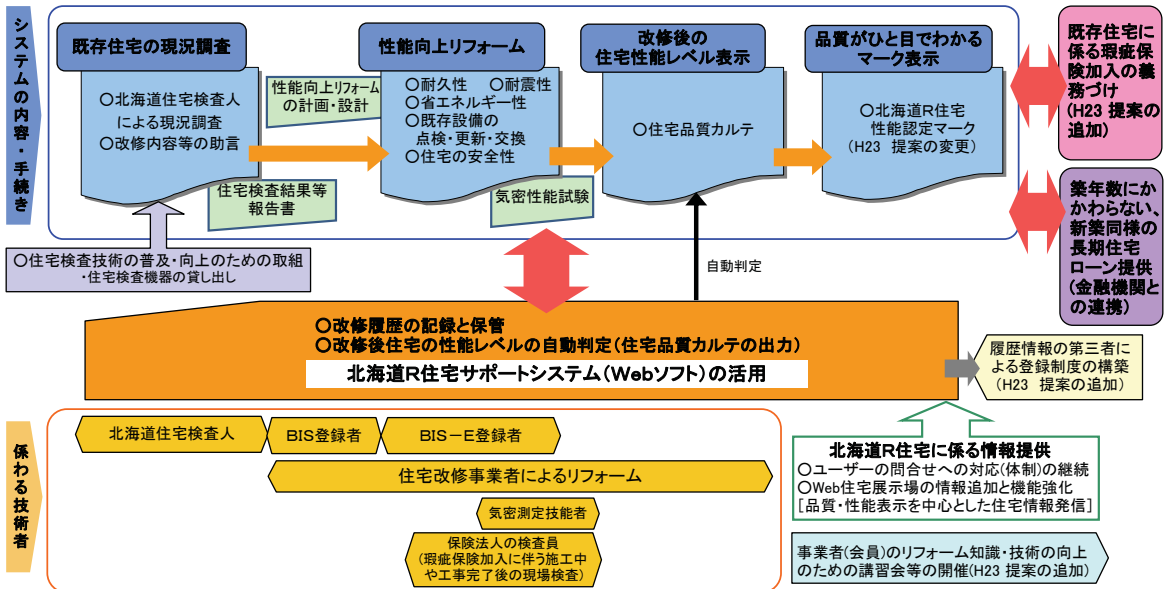 システムの内容・手続き
既存住宅の現況調査
○北海道住宅検査人
による現況調査
○改修内容等の助言
性能向上リフォーム
の計画・設計
住宅検査結果等
報告書
性能向上リフォーム
○耐久性　○耐震性
○省エネルギー性
○既存設備の
点検・更新・交換
○住宅の安全性
気密性能試験
改修後の
住宅性能レベル表示
○住宅品質カルテ
品質がひと目でわかる
マーク表示
○北海道R住宅
性能認定マーク
(H23 提案の変更)
既存住宅に
係る瑕疵保
険加入の義
務づけ
(H23 提案の
追加)
築年数にか
かわらない、
新築同様の
長期住宅
ローン提供
(金融機関と
の連携)
○住宅検査技術の普及・向上のための取組
・住宅検査機器の貸し出し
自動判定
○改修履歴の記録と保管
○改修後住宅の性能レベルの自動判定(住宅品質カルテの出力)
北海道R住宅サポートシステム(Webソフト)の活用
履歴情報の第三者に
よる登録制度の構築
(H23 提案の追加)
係わる技術者
北海道住宅検査人
BIS登録者
BIS－E登録者
住宅改修事業者によるリフォーム
気密測定技能者
保険法人の検査員
(瑕疵保険加入に伴う施工中
や工事完了後の現場検査)
北海道R住宅に係る情報提供
○ユーザーの問合せへの対応(体制)の継続
○Web住宅展示場の情報追加と機能強化
[品質・性能表示を中心とした住宅情報発信]
事業者(会員)のリフォーム知識・技術の向上
のための講習会等の開催(H23 提案の追加)